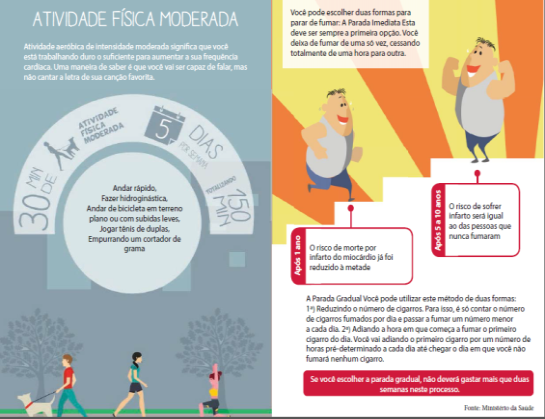 ATIVIDADE FÍSICA MODERADA
Atividade aeróbica de intensidade moderada significa que você
está trabalhando duro o suficiente para aumentar a sua frequência
cardíaca. Uma maneira de saber é que você vai ser capaz de falar, mas
não cantar a letra de sua canção favorita.
30 MIN DE
ATIVIDADE
FÍSICA
MODERADA
5
DIAS
POR SEMANA
TOTALIZANDO
150
MIN
Andar rápido,
Fazer hidroginástica,
Andar de bicicleta em terreno
plano ou com subidas leves,
Jogar tênis de duplas,
Empurrando um cortador de
grama
Você pode escolher duas formas para
parar de fumar: A Parada Imediata Esta
deve ser sempre a primeira opção. Você
deixa de fumar de uma só vez, cessando
totalmente de uma hora para outra.
Após 1 ano
O risco de morte por
infarto do miocárdio já foi
reduzido à metade
Após 5 a 10 anos
O risco de sofrer
infarto será igual
ao das pessoas que
nunca fumaram
A Parada Gradual Você pode utilizar este método de duas formas:
1ª) Reduzindo o número de cigarros. Para isso, é só contar o número
de cigarros fumados por dia e passar a fumar um número menor
a cada dia. 2ª) Adiando a hora em que começa a fumar o primeiro
cigarro do dia. Você vai adiando o primeiro cigarro por um número de
horas pré-determinado a cada dia até chegar o dia em que você não
fumará nenhum cigarro.
Se você escolher a parada gradual, não deverá gastar mais que duas
semanas neste processo.
Fonte: Ministério da Saúde